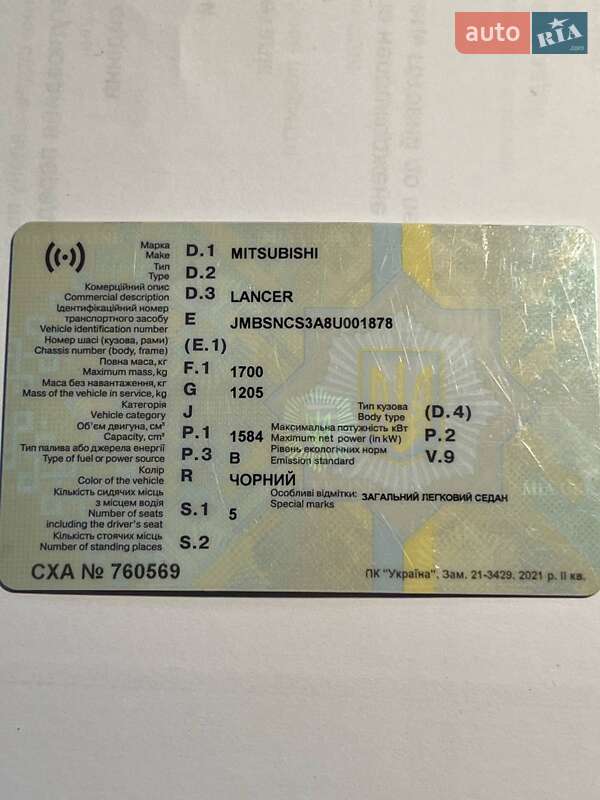 auto RIA.com
Марка
Make D.1 MITSUBISHI
Тип
Type D.2
Комерційний опис
Commercial description D.3 LANCER
Ідентифікаційний номер
транспортного засобу
Vehicle identification number E JMBSNCS3A8U001878
Номер шасі (кузова, рами)
Chassis number (body, frame) (E.1)
Повна маса, кг
Maximum mass, kg F.1 1700
Маса без навантаження, кг
Mass of the vehicle in service, kg G 1205
Категорія
Vehicle category J
Тип кузова
Body type (D.4)
Об'єм двигуна, см³
Capacity, cm³ P.1 1584
Максимальна потужність кВт
Maximum net power (in kW) P.2
Тип палива або джерела енергії
Type of fuel or power source P.3 B
Рівень екологічних норм
Emission standard V.9
Колір
Color of the vehicle R ЧОРНИЙ
Кількість сидячих місць
з місцем водія
Number of seats
including the driver's seat S.1 5
Особливі відмітки: ЗАГАЛЬНИЙ ЛЕГКОВИЙ СЕДАН
Special marks
Кількість стоячих місць
Number of standing places S.2
СХА № 760569
ПК "Україна". Зам. 21-3429. 2021 р. II кв.